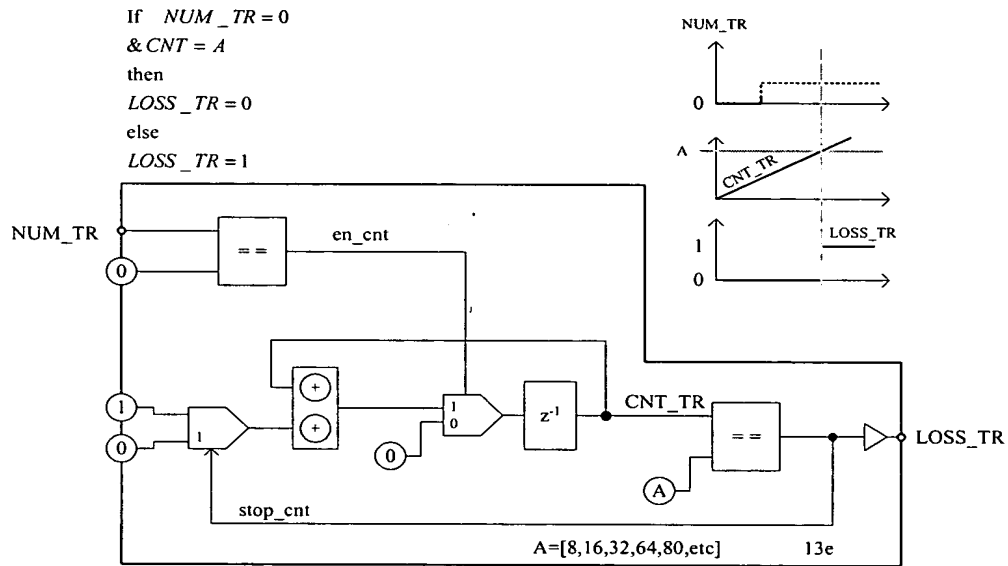 If NUM_TR = 0
& CNT = A
then
LOSS_TR = 0
else
LOSS_TR = 1
NUM_TR
0
A
CNT_TR
LOSS_TR
1
0
NUM_TR
0
==
en_cnt
1
0
1
+
+
1
0
0
z-1
CNT_TR
==
A
LOSS_TR
stop_cnt
A=[8,16,32,64,80,etc]
13e